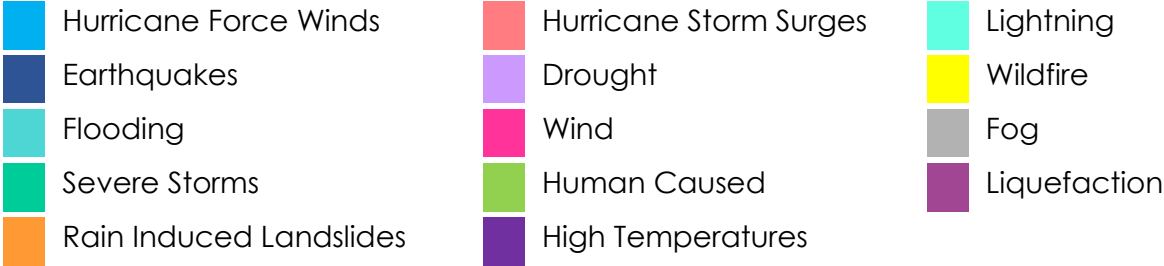 Hurricane Force Winds
Hurricane Storm Surges
Lightning
Earthquakes
Drought
Wildfire
Flooding
Wind
Fog
Severe Storms
Human Caused
Liquefaction
Rain Induced Landslides
High Temperatures